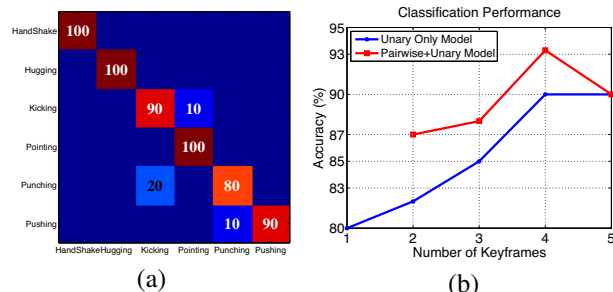 HandShake 100
Hugging 100
Kicking 90 10
Pointing 100
Punching 20 80
Pushing 10 90
HandShake Hugging Kicking Pointing Punching Pushing
(a)
Classification Performance
Unary Only Model
Pairwise+Unary Model
Accuracy (%)
95
93
90
87
85
83
80
1 2 3 4 5
Number of Keyframes
(b)